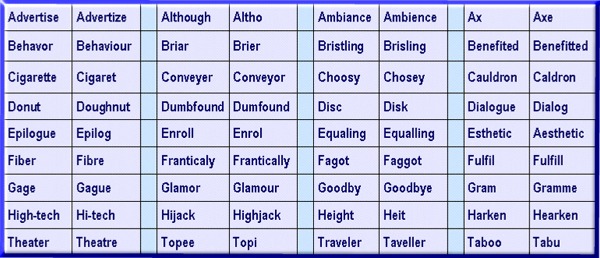 Advertise Advertize Although Altho Ambiance Ambience Ax Axe
Behavor Behaviour Briar Brier Bristling Brisling Benefited Benefitted
Cigarette Cigaret Conveyer Conveyor Choosy Chosey Cauldron Caldron
Donut Doughnut Dumbfound Dumfound Disc Disk Dialogue Dialog
Epilogue Epilog Enroll Enrol Equaling Equalling Esthetic Aesthetic
Fiber Fibre Franticaly Frantically Fagot Faggot Fulfil Fulfill
Gage Gague Glamor Glamour Goodby Goodbye Gram Gramme
High-tech Hi-tech Hijack Highjack Height Heit Harken Hearken
Theater Theatre Topee Topi Traveler Taveller Taboo Tabu